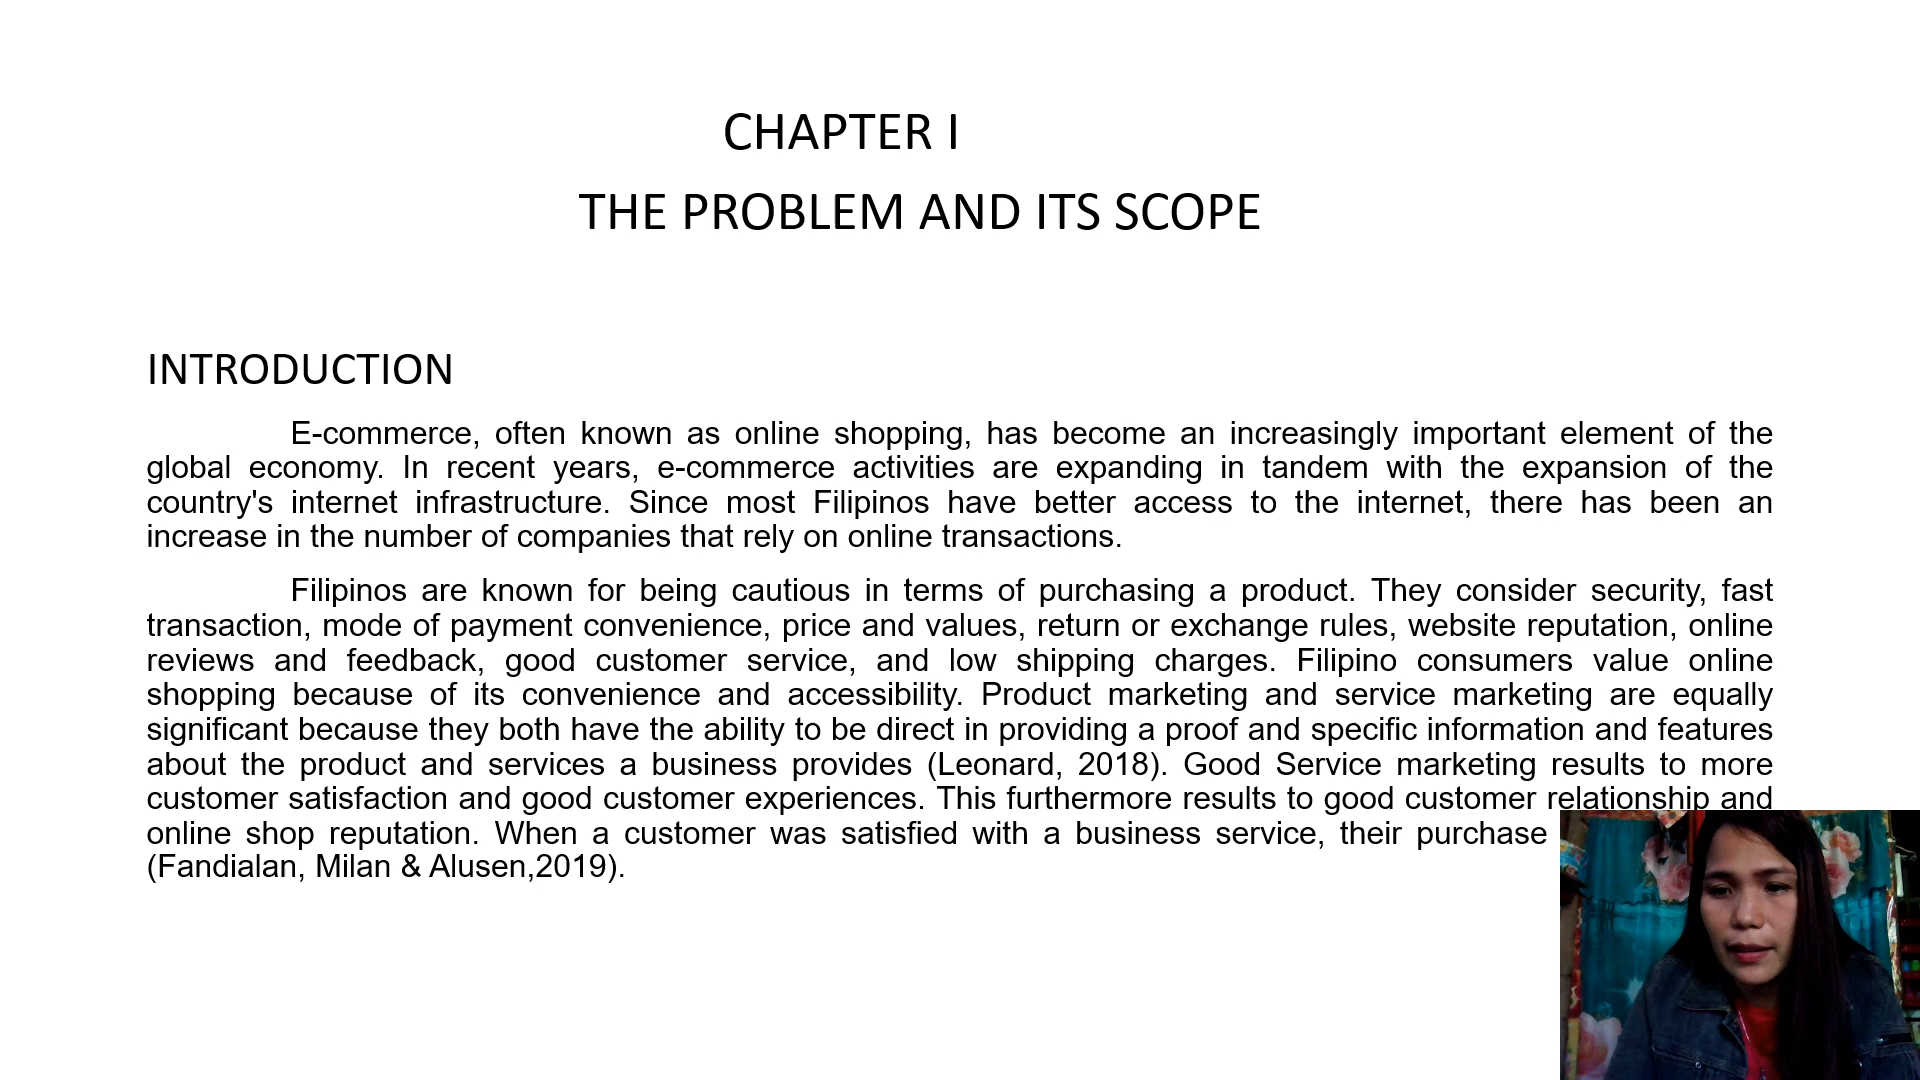 CHAPTER I
THE PROBLEM AND ITS SCOPE
INTRODUCTION
E-commerce, often known as online shopping, has become an increasingly important element of the
global economy. In recent years, e-commerce activities are expanding in tandem with the expansion of the
country's internet infrastructure. Since most Filipinos have better access to the internet, there has been an
increase in the number of companies that rely on online transactions.
Filipinos are known for being cautious in terms of purchasing a product. They consider security, fast
transaction, mode of payment convenience, price and values, return or exchange rules, website reputation, online
reviews and feedback, good customer service, and low shipping charges. Filipino consumers value online
shopping because of its convenience and accessibility. Product marketing and service marketing are equally
significant because they both have the ability to be direct in providing a proof and specific information and features
about the product and services a business provides (Leonard, 2018). Good Service marketing results to more
customer satisfaction and good customer experiences. This furthermore results to good customer relationship and
online shop reputation. When a customer was satisfied with a business service, their purchase
(Fandialan, Milan & Alusen,2019).